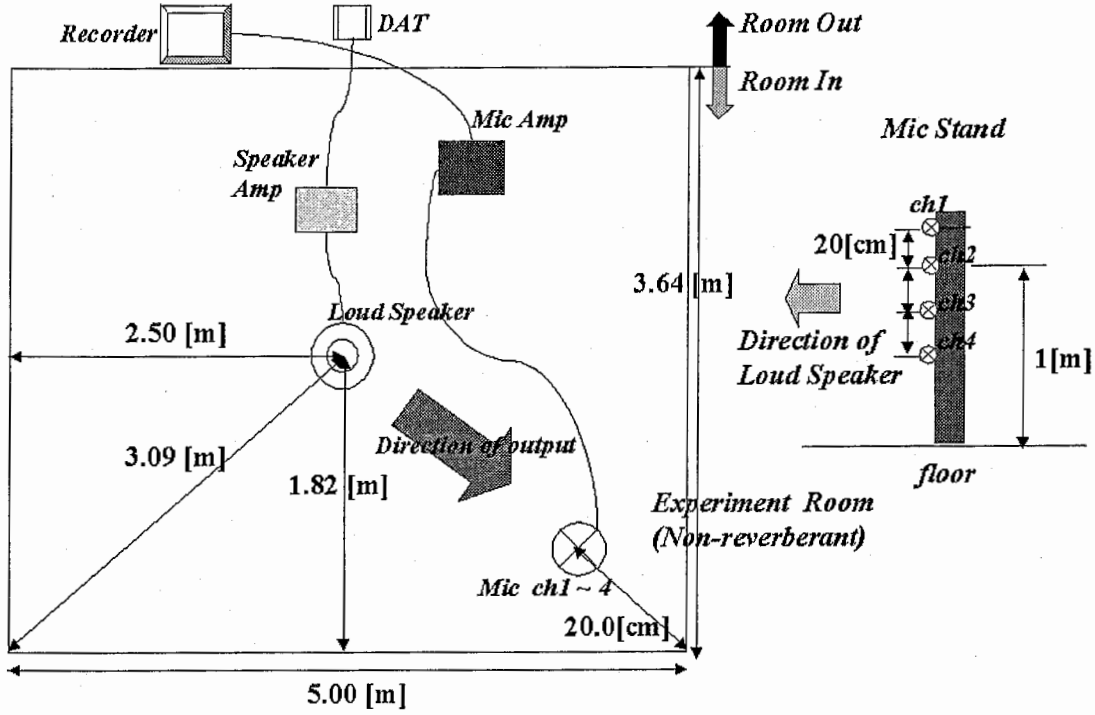 Recorder
DAT
Room Out
Room In
Mic Amp
Mic Stand
Speaker
Amp
ch1
20[cm]
ch2
3.64 [m]
ch3
Loud Speaker
2.50 [m]
Direction of
Loud Speaker
ch4
1[m]
Direction of output
3.09 [m]
1.82 [m]
floor
Experiment Room
(Non-reverberant)
Mic ch1 ~ 4
20.0[cm]
5.00 [m]